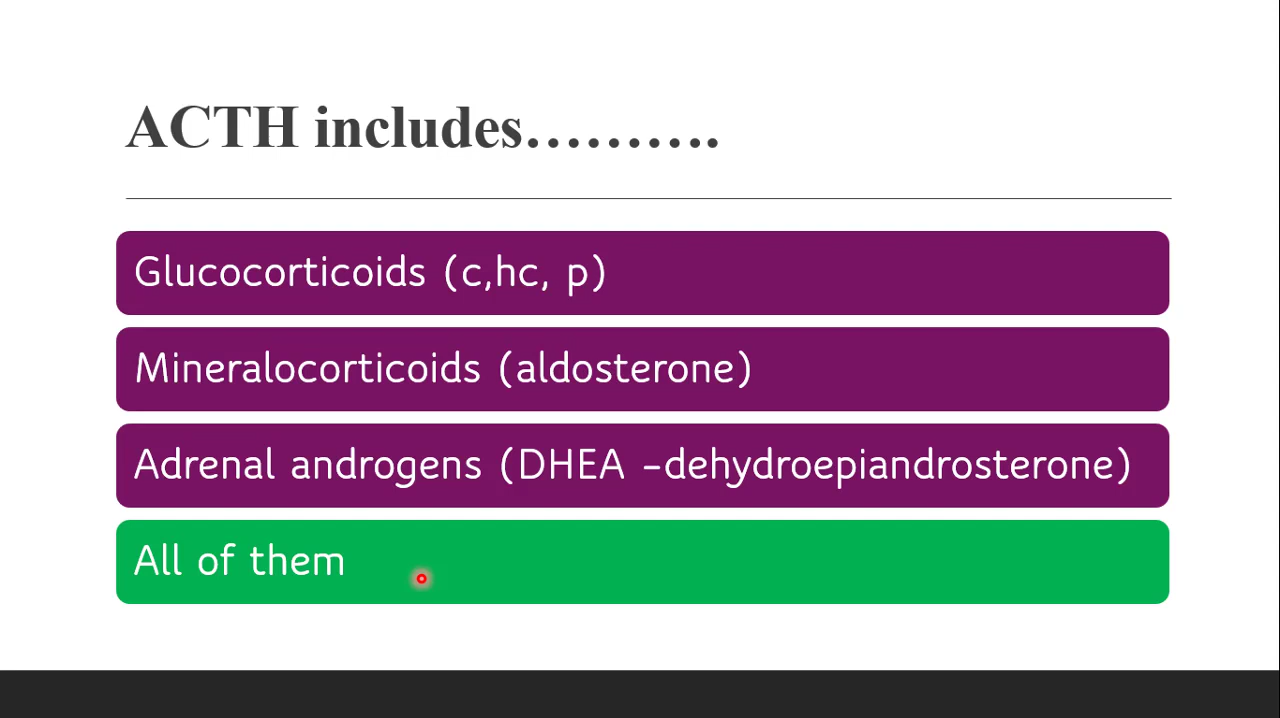 ACTH includes……….
Glucocorticoids (c,hc, p)
Mineralocorticoids (aldosterone)
Adrenal androgens (DHEA –dehydroepiandrosterone)
All of them